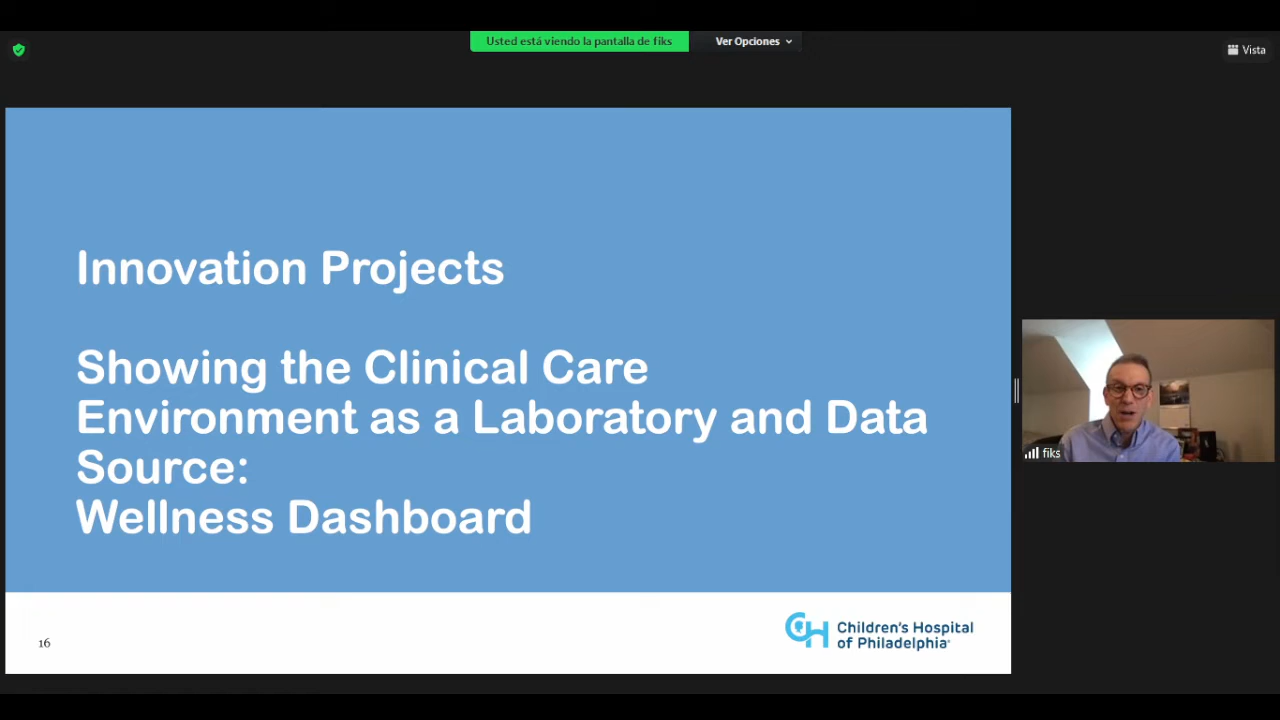 Usted está viendo la pantalla de fiks
Ver Opciones
Vista
Innovation Projects
Showing the Clinical Care
Environment as a Laboratory and Data
Source:
Wellness Dashboard
fiks
16
Children's Hospital
of Philadelphia